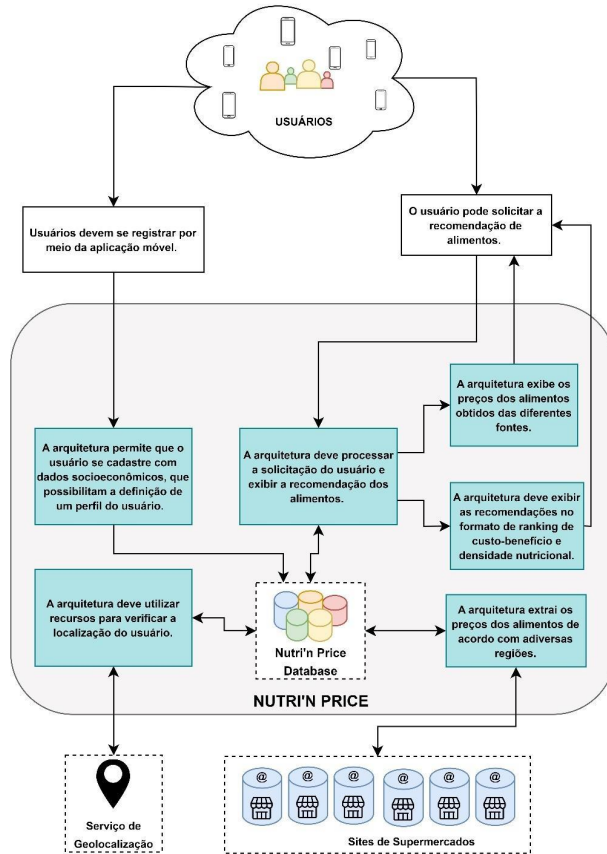 USUÁRIOS
Usuários devem se registrar por
meio da aplicação móvel.
O usuário pode solicitar a
recomendação de
alimentos.
A arquitetura exibe os
preços dos alimentos
obtidos das diferentes
fontes.
A arquitetura permite que o
usuário se cadastre com
dados socioeconômicos, que
possibilitam a definição de
um perfil do usuário.
A arquitetura deve processar
a solicitação do usuário e
exibir a recomendação dos
alimentos.
A arquitetura deve exibir
as recomendações no
formato de ranking de
custo-benefício e
densidade nutricional.
A arquitetura deve utilizar
recursos para verificar a
localização do usuário.
Nutri'n Price
Database
A arquitetura extrai os
preços dos alimentos de
acordo com adiversas
regiões.
NUTRI'N PRICE
Serviço de
Geolocalização
@ @ @ @ @ @
Sites de Supermercados